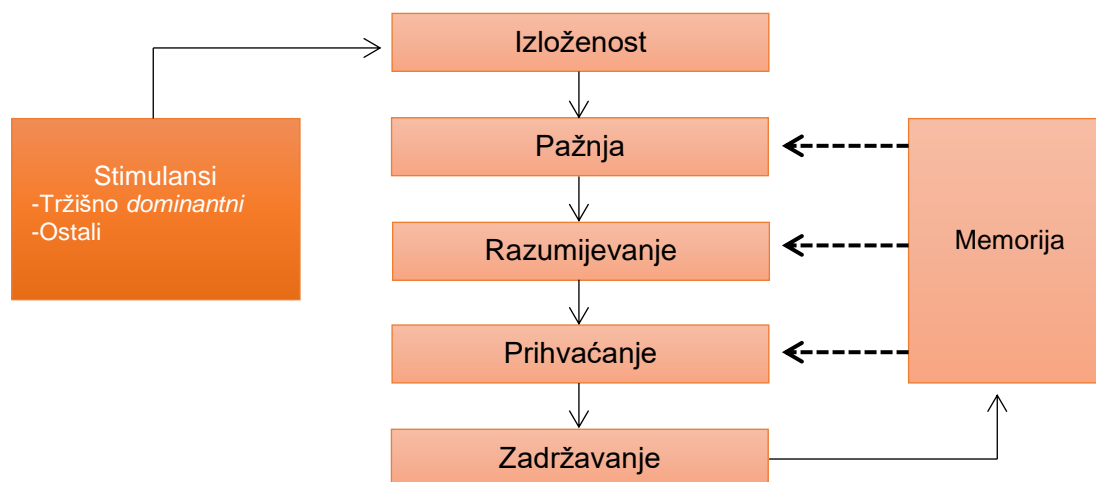 Izloženost
Pažnja
Stimulansi
-Tržišno dominantni
-Ostali
Razumijevanje
Memorija
Prihvaćanje
Zadržavanje